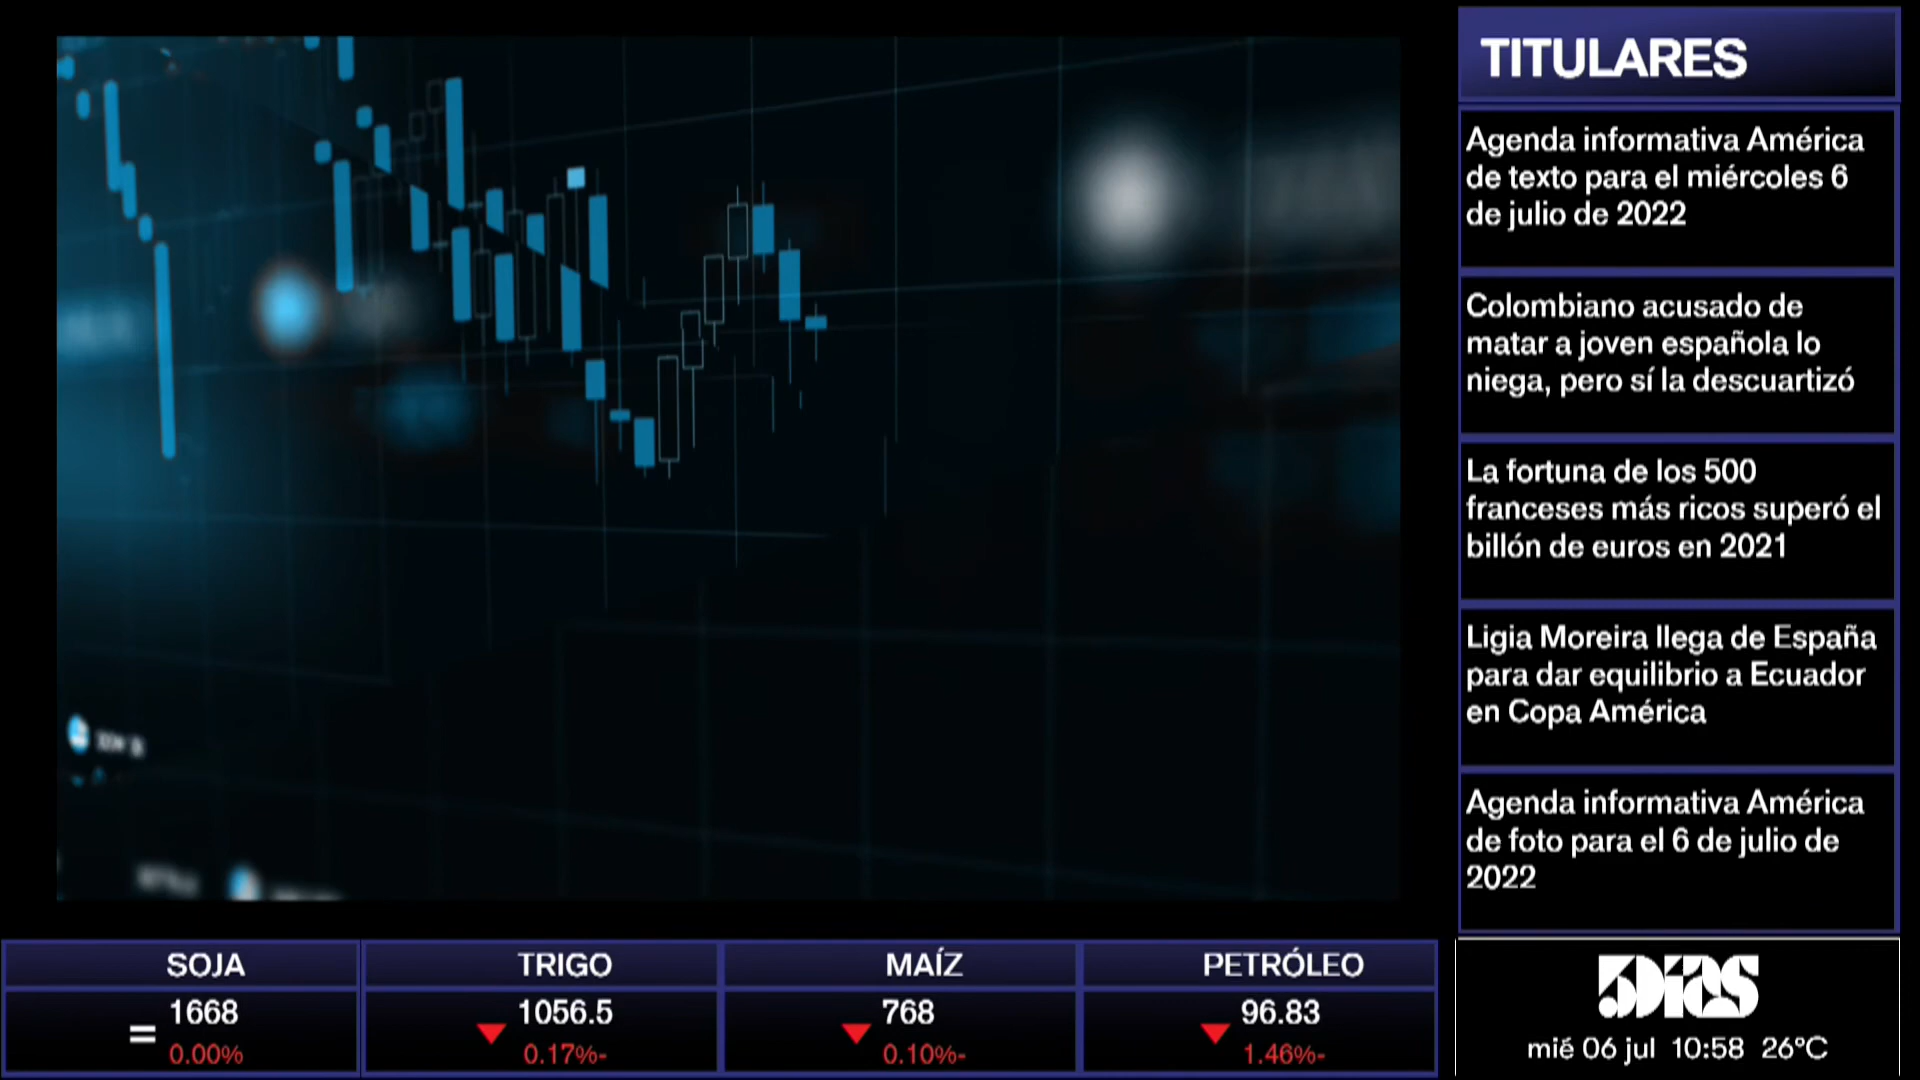 TITULARES
Agenda informativa América
de texto para el miércoles 6
de julio de 2022
Colombiano acusado de
matar a joven española lo
niega, pero sí la descuartizó
La fortuna de los 500
franceses más ricos superó el
billón de euros en 2021
Ligia Moreira llega de España
para dar equilibrio a Ecuador
en Copa América
Agenda informativa América
de foto para el 6 de julio de
2022
SOJA
1668
0.00%
TRIGO
1056.5
0.17%-
MAÍZ
768
0.10%-
PETRÓLEO
96.83
1.46%-
5Días
mié 06 jul 10:58 26°C